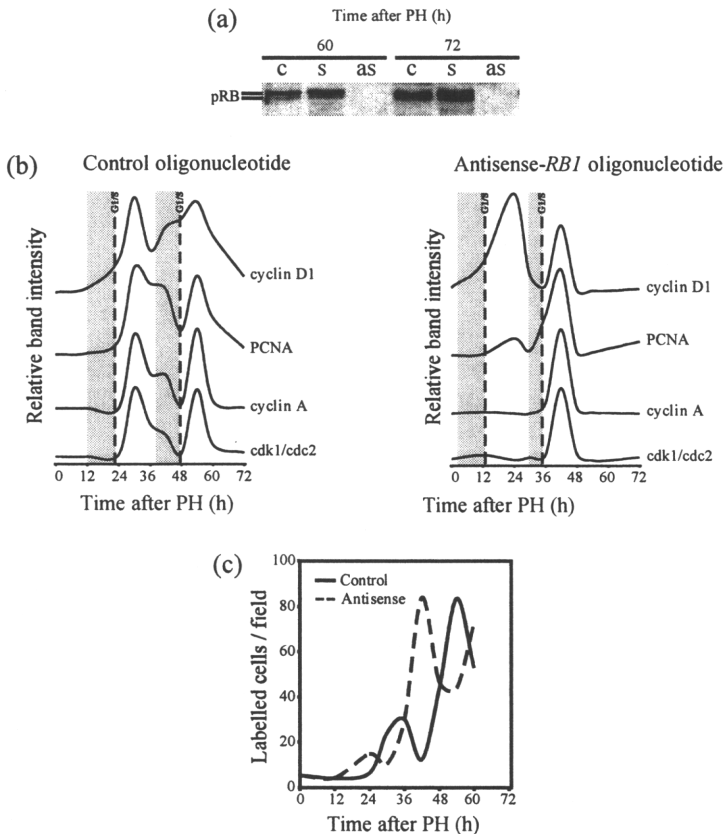 (a)
Time after PH (h)
60 72
c s as c s as
pRB
(b)
Control oligonucleotide
Antisense-RB1 oligonucleotide
Relative band intensity
G1/S
G1/S
cyclin D1
PCNA
cyclin A
cdk1/cdc2
0 12 24 36 48 60 72
Time after PH (h)
Relative band intensity
G1/S
G1/S
cyclin D1
PCNA
cyclin A
cdk1/cdc2
0 12 24 36 48 60 72
Time after PH (h)
(c)
Labelled cells / field
100
80
60
40
20
0
Control
Antisense
0 12 24 36 48 60 72
Time after PH (h)